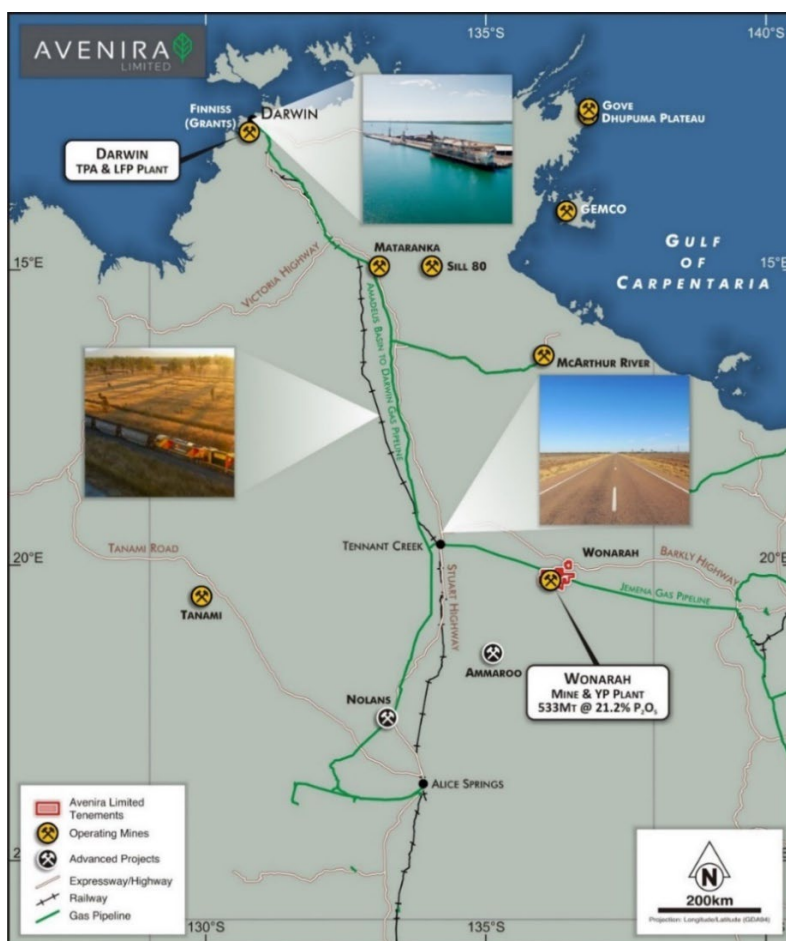 AVENIRA
LIMITED
135°S
140°S
FINNISS
(GRANTS)
DARWIN
DARWIN
TPA & LFP PLANT
GOVE
DHUPUMA PLATEAU
GEMCO
GULF
OF
CARPENTARIA
15°E
15°E
MATARANKA
SILL 80
VICTORIA HIGHWAY
AMADEUS BASIN TO DARWIN GAS PIPELINE
MCARTHUR RIVER
TENNANT CREEK
WONARAH
BARKLY HIGHWAY
20°E
20°E
TANAMI ROAD
STUART HIGHWAY
JEMENA GAS PIPELINE
TANAMI
AMMAROO
WONARAH
MINE & YP PLANT
533MT @ 21.2% P₂O₅
NOLANS
ALICE SPRINGS
Avenira Limited
Tenements
Operating Mines
Advanced Projects
Expressway/Highway
Railway
Gas Pipeline
N
200km
Projection: Longitude/Latitude (GDA94)
130°S
135°S